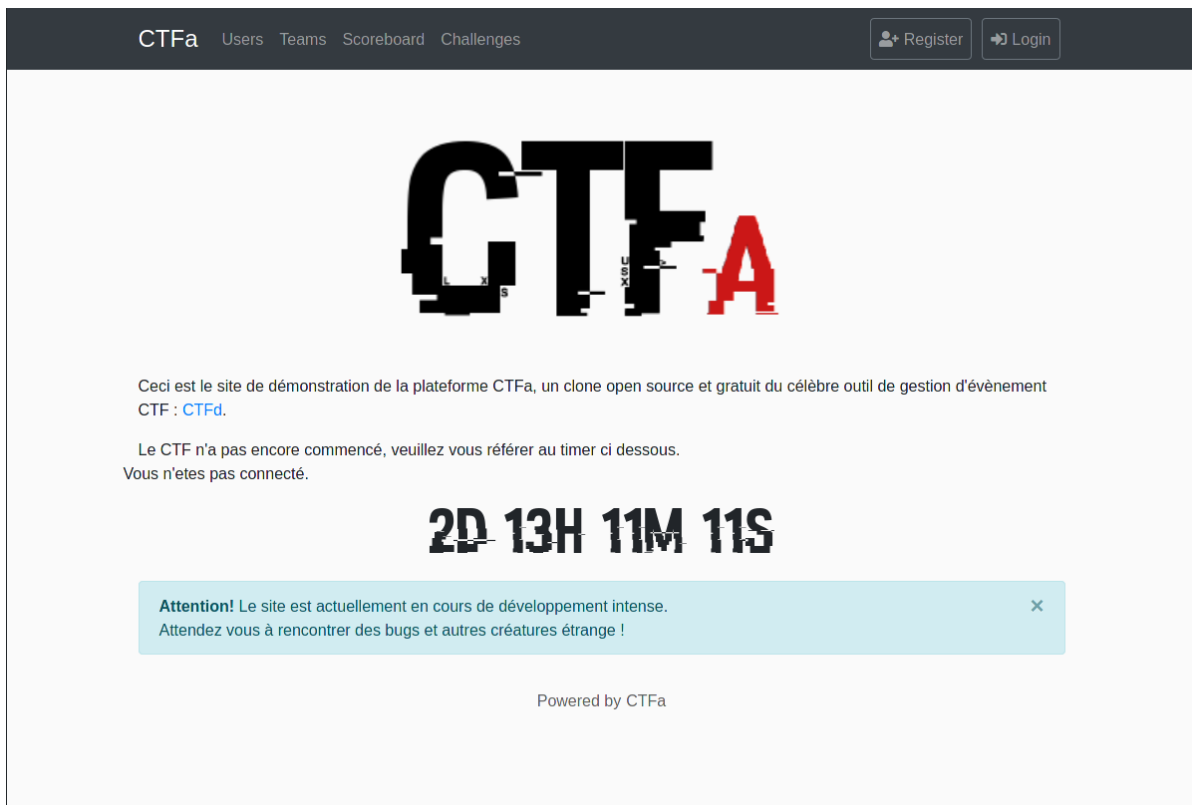 CTFa Users Teams Scoreboard Challenges Register Login
CTFA
L X S
U S X >
Ceci est le site de démonstration de la plateforme CTFa, un clone open source et gratuit du célèbre outil de gestion d'évènement
CTF : CTFd.
Le CTF n'a pas encore commencé, veuillez vous référer au timer ci dessous.
Vous n'etes pas connecté.
2D 13H 11M 11S
Attention! Le site est actuellement en cours de développement intense. ×
Attendez vous à rencontrer des bugs et autres créatures étrange !
Powered by CTFa